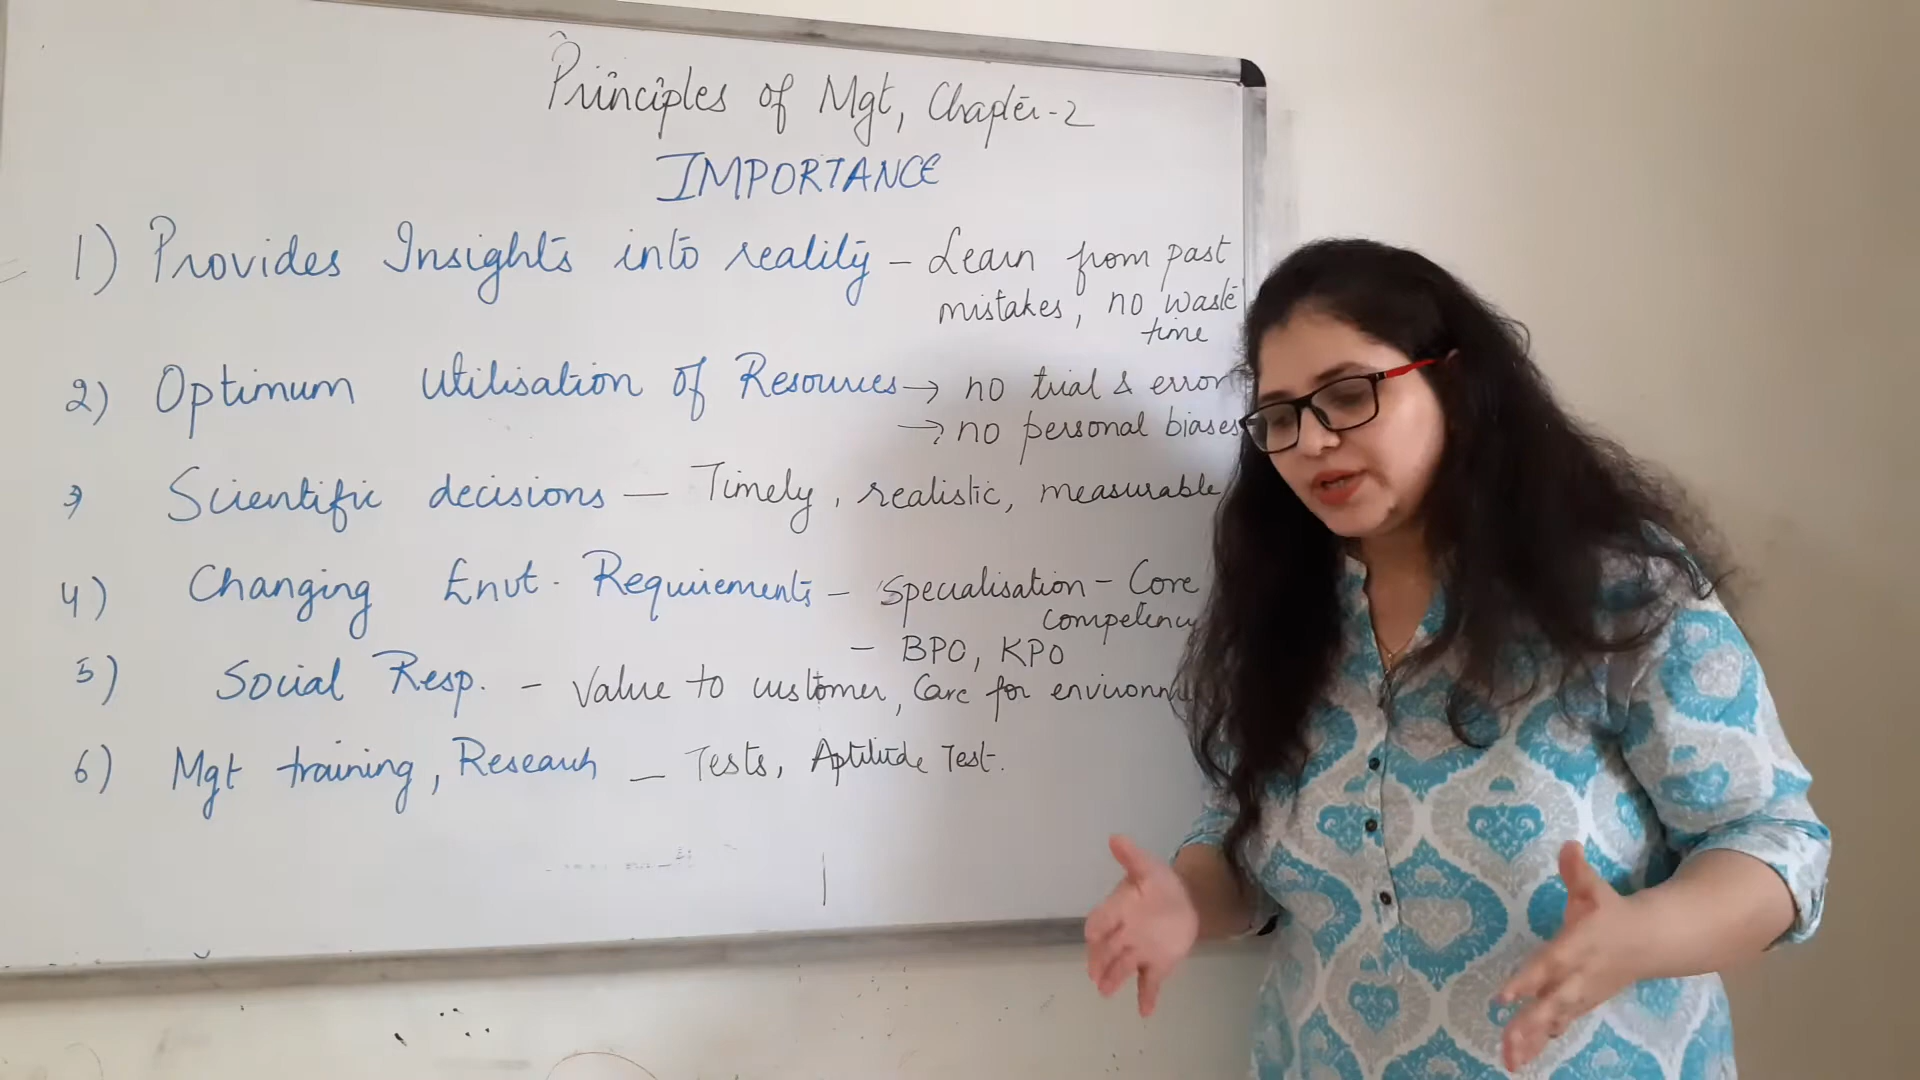 Principles of Mgt, Chapter-2
IMPORTANCE
1) Provides Insights into reality - Learn from past
mistakes, no waste
time
2) Optimum Utilisation of Resources → no trial & error
→ no personal biases
3) Scientific decisions - Timely, realistic, measurable
4) Changing Envt. Requirements - Specialisation - Core
competency
- BPO, KPO
5) Social Resp. - Value to customer, Care for environme
6) Mgt training, Research - Tests, Aptitude Test.